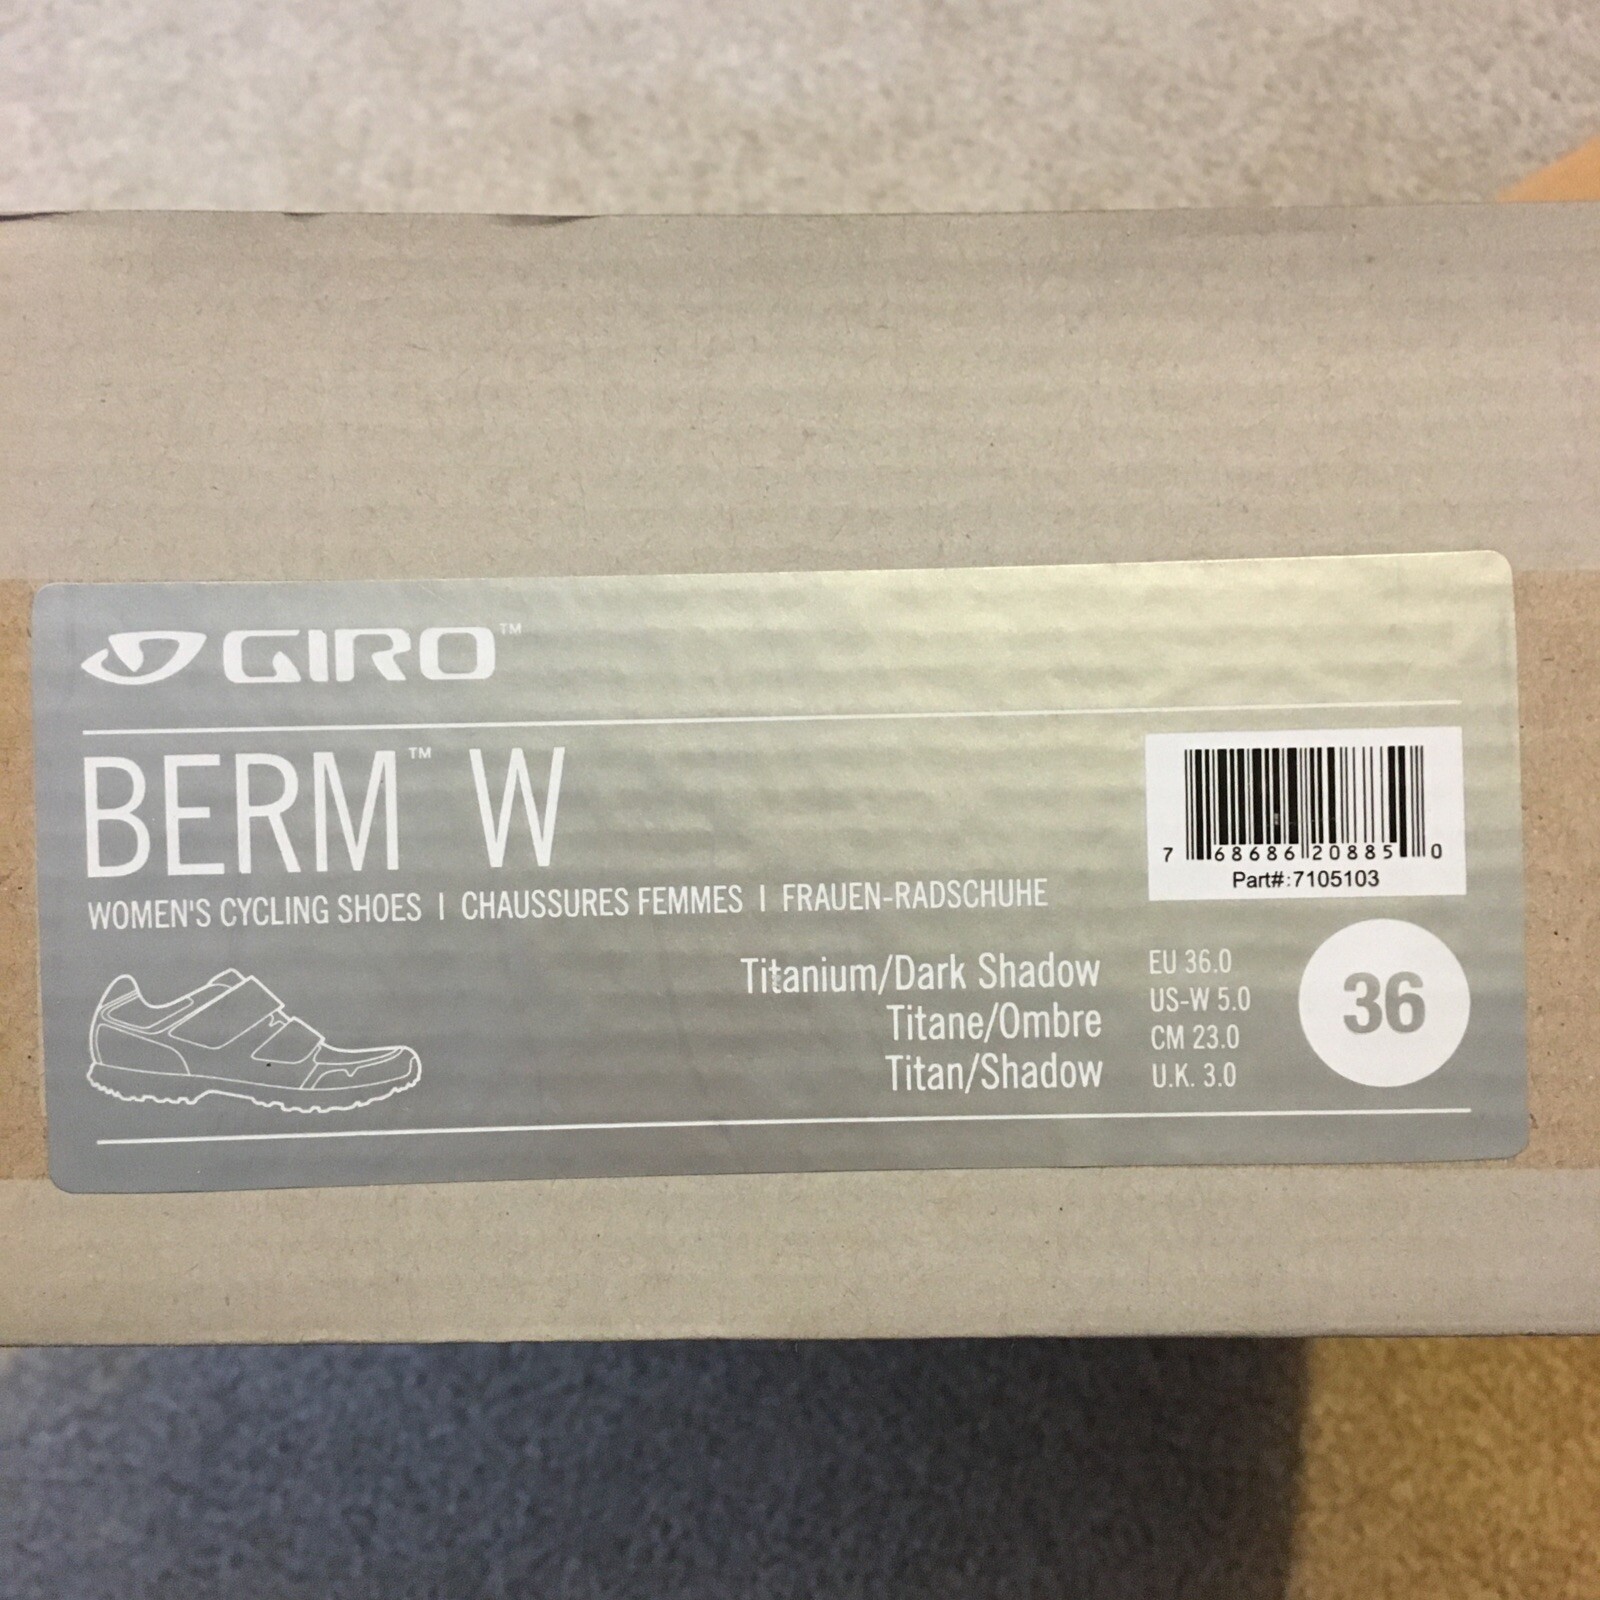 GIRO™
BERM™ W
WOMEN'S CYCLING SHOES | CHAUSSURES FEMMES | FRAUEN-RADSCHUHE
7 68686 20885 0
Part#:7105103
Titanium/Dark Shadow
Titane/Ombre
Titan/Shadow
EU 36.0
US-W 5.0
CM 23.0
U.K. 3.0
36